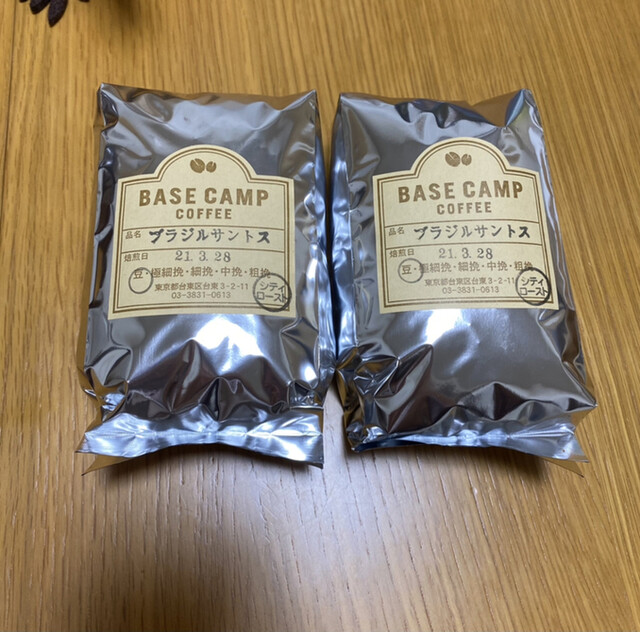 BASE CAMP
COFFEE
品名 ブラジルサントス
焙煎日 21.3.28
豆・極細挽・細挽・中挽・粗挽
シティロースト
東京都台東区台東3-2-11
03-3831-0613
BASE CAMP
COFFEE
品名 ブラジルサントス
焙煎日 21.3.28
豆・極細挽・細挽・中挽・粗挽
シティ
ロースト
東京都台東区台東3-2-11
03-3831-0613